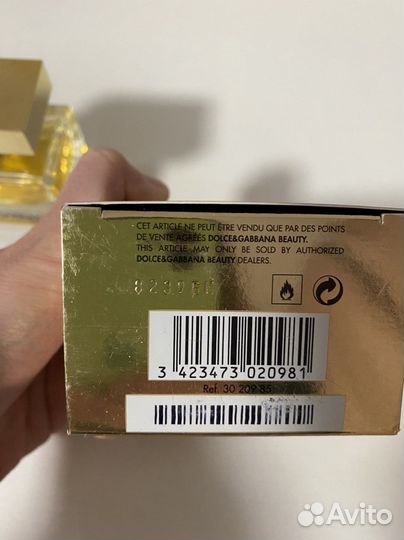 CET ARTICLE NE PEUT ÊTRE VENDU QUE PAR DES POINTS
DE VENTE AGRÉÉS DOLCE&GABBANA BEAUTY.
THIS ARTICLE MAY ONLY BE SOLD BY AUTHORIZED
DOLCE&GABBANA BEAUTY DEALERS.
3 423473 020981
Ref. 30 209 85
Avito